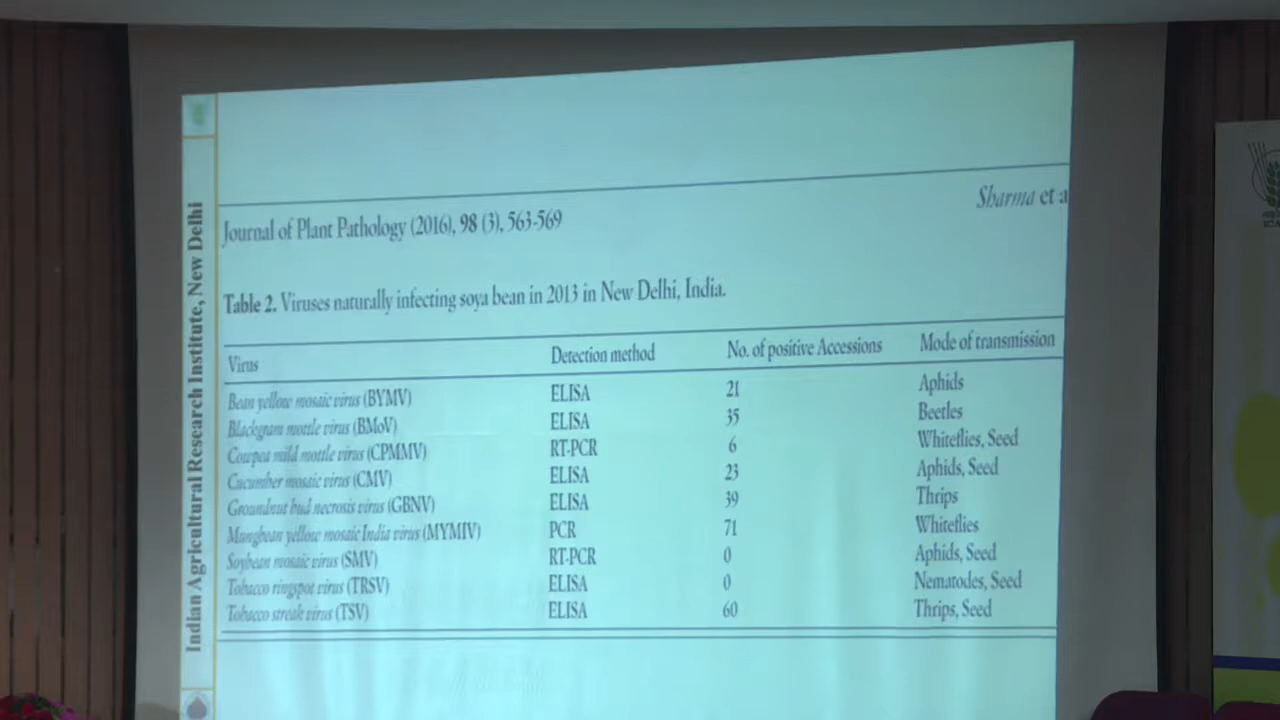 Indian Agricultural Research Institute, New Delhi
Sharma et a
Journal of Plant Pathology (2016), 98 (3), 563-569
Table 2. Viruses naturally infecting soya bean in 2013 in New Delhi, India.
Virus Detection method No. of positive Accessions Mode of transmission
Bean yellow mosaic virus (BYMV) ELISA 21 Aphids
Blackgram mottle virus (BMoV) ELISA 35 Beetles
Cowpea mild mottle virus (CPMMV) RT-PCR 6 Whiteflies, Seed
Cucumber mosaic virus (CMV) ELISA 23 Aphids, Seed
Groundnut bud necrosis virus (GBNV) ELISA 39 Thrips
Mungbean yellow mosaic India virus (MYMIV) PCR 71 Whiteflies
Soybean mosaic virus (SMV) RT-PCR 0 Aphids, Seed
Tobacco ringspot virus (TRSV) ELISA 0 Nematodes, Seed
Tobacco streak virus (TSV) ELISA 60 Thrips, Seed